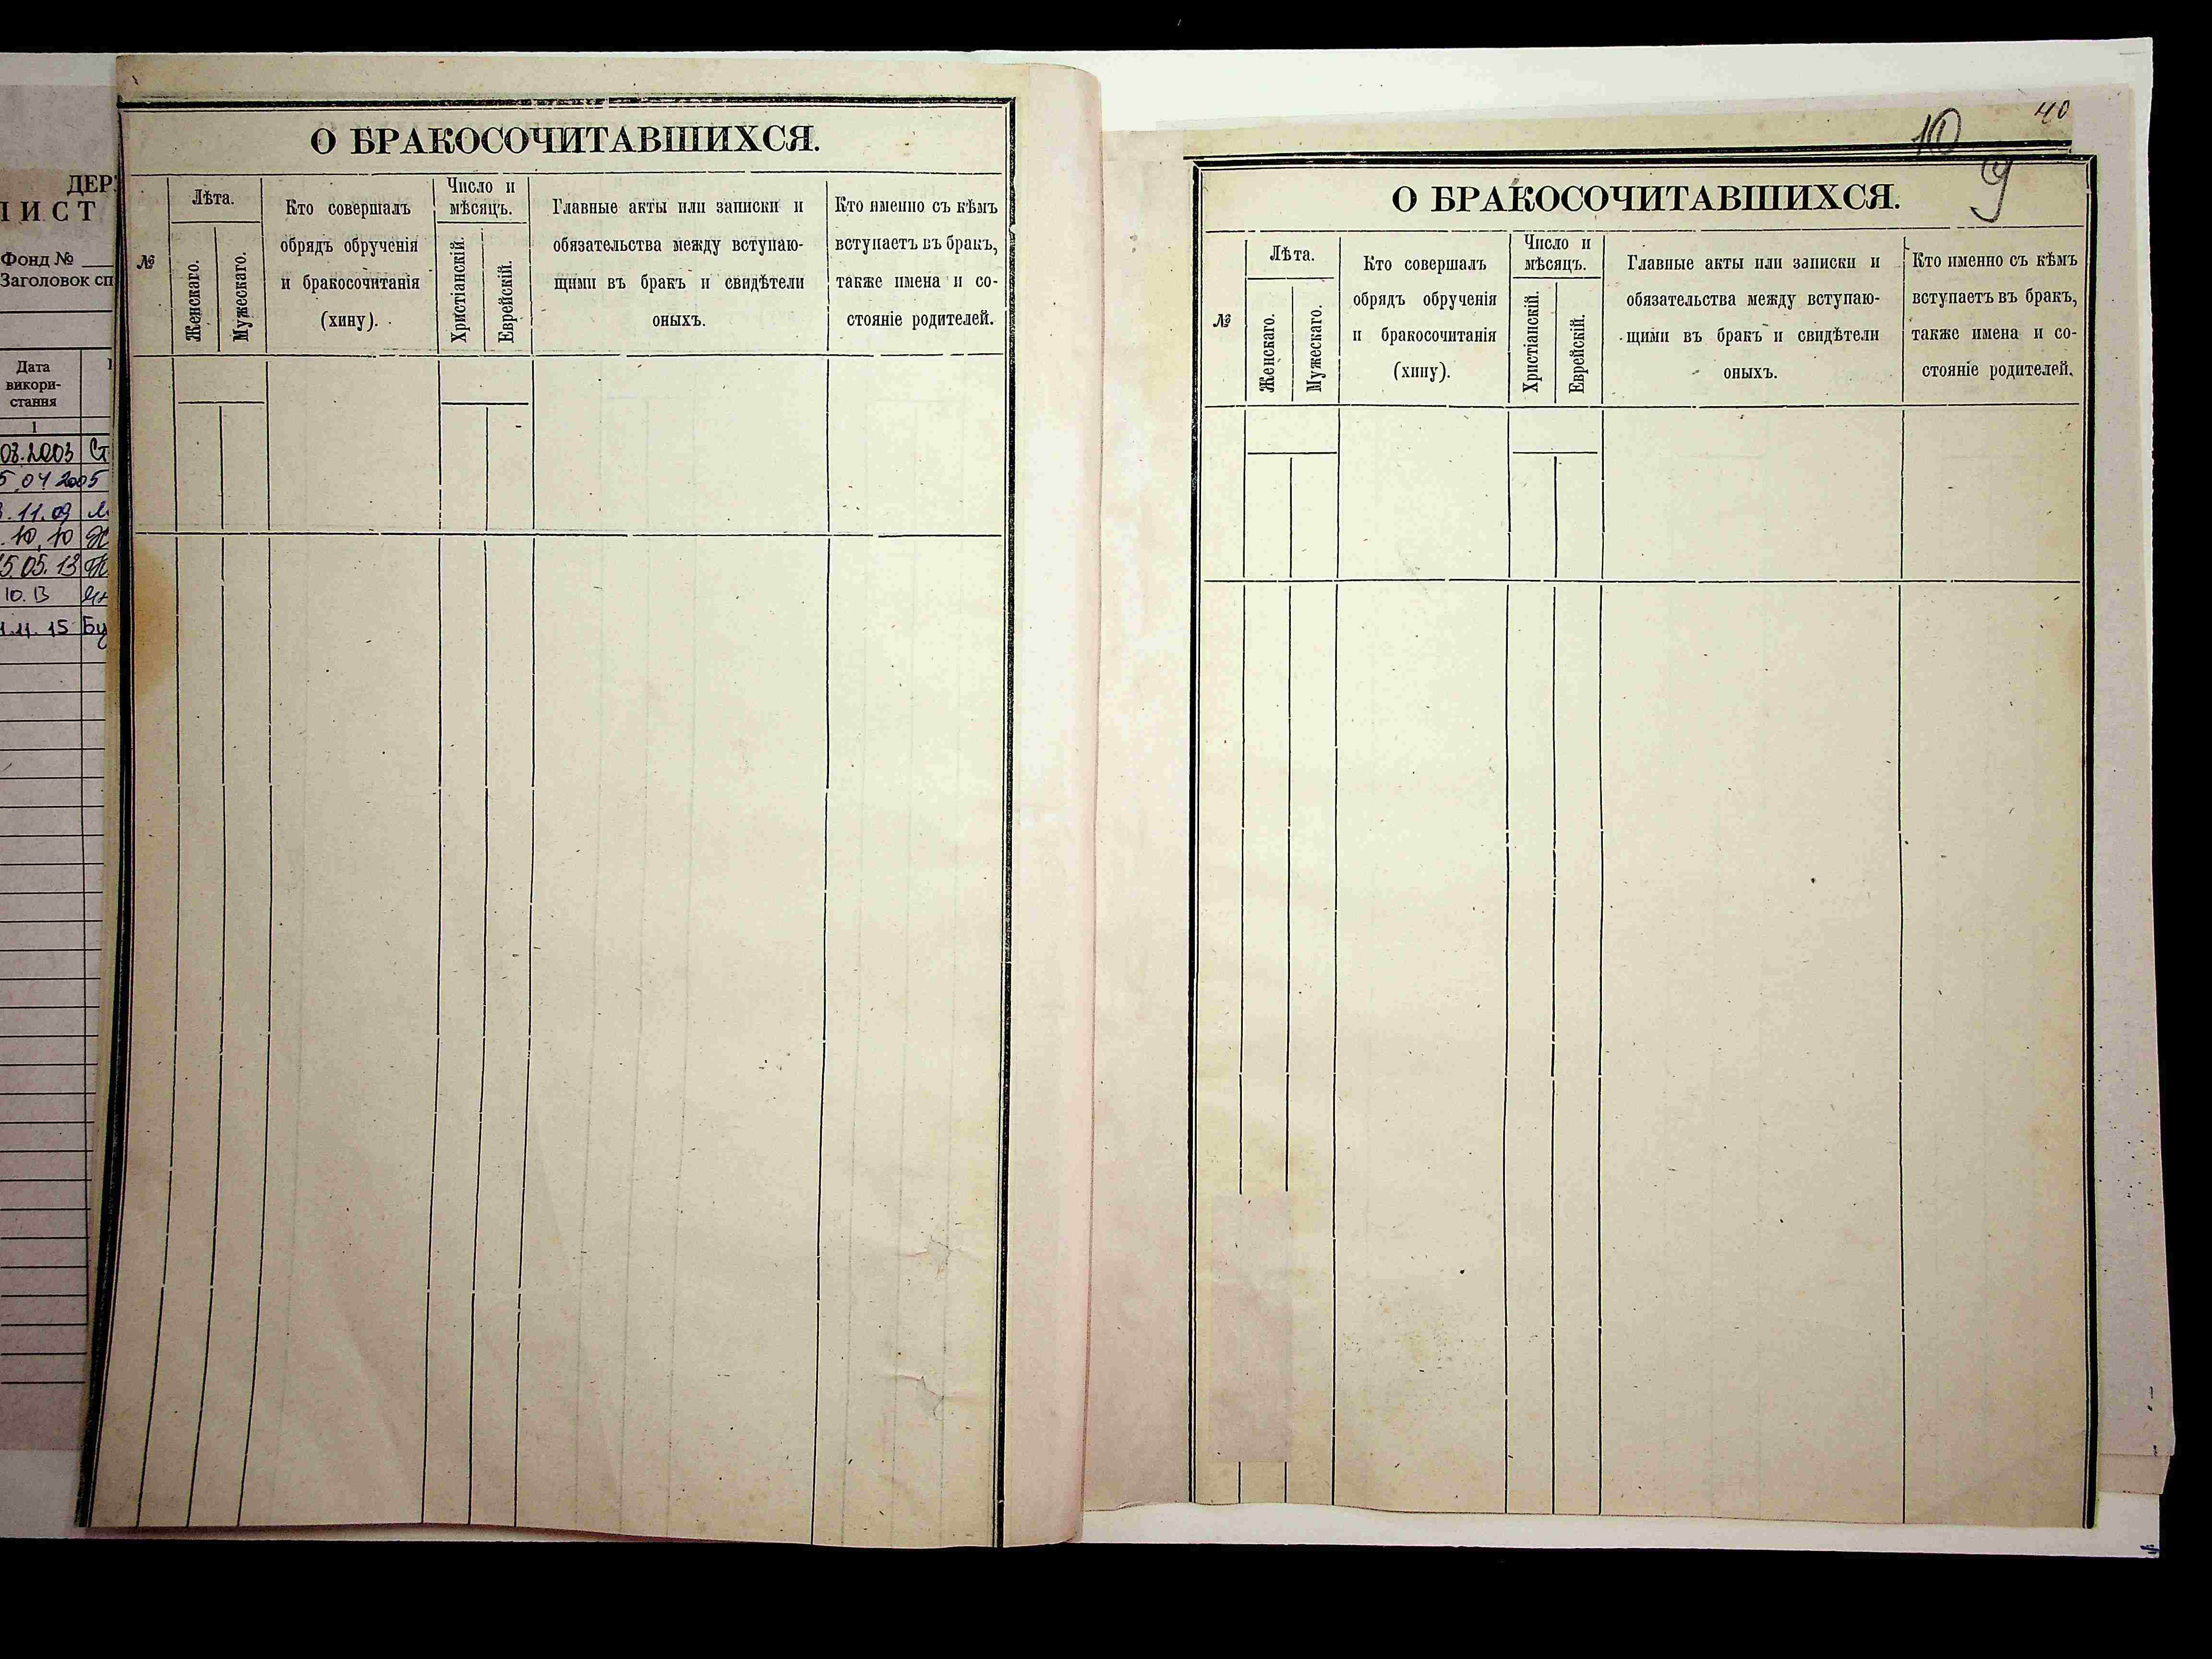 ДЕР
ЛИСТ
Фонд №
Заголовок сп
Дата
викори-
стання
1
08.2003
5.04 2005
.11.09
.10.10
5.05.13
10.13
.11.15 Бу
О БРАКОСОЧИТАВШИХСЯ.
№
Лѣта.
Женскаго.
Мужескаго.
Кто совершалъ
обрядъ обрученія
и бракосочитанія
(хину).
Число и
мѣсяцъ.
Христіанскій.
Еврейскій.
Главные акты или записки и
обязательства между вступаю-
щими въ бракъ и свидѣтели
оныхъ.
Кто именно съ кѣмъ
вступаетъ въ бракъ,
также имена и со-
стояніе родителей.
40
10
9
О БРАКОСОЧИТАВШИХСЯ.
№
Лѣта.
Женскаго.
Мужескаго.
Кто совершалъ
обрядъ обрученія
и бракосочитанія
(хину).
Число и
мѣсяцъ.
Христіанскій.
Еврейскій.
Главные акты или записки и
обязательства между вступаю-
щими въ бракъ и свидѣтели
оныхъ.
Кто именно съ кѣмъ
вступаетъ въ бракъ,
также имена и со-
стояніе родителей.